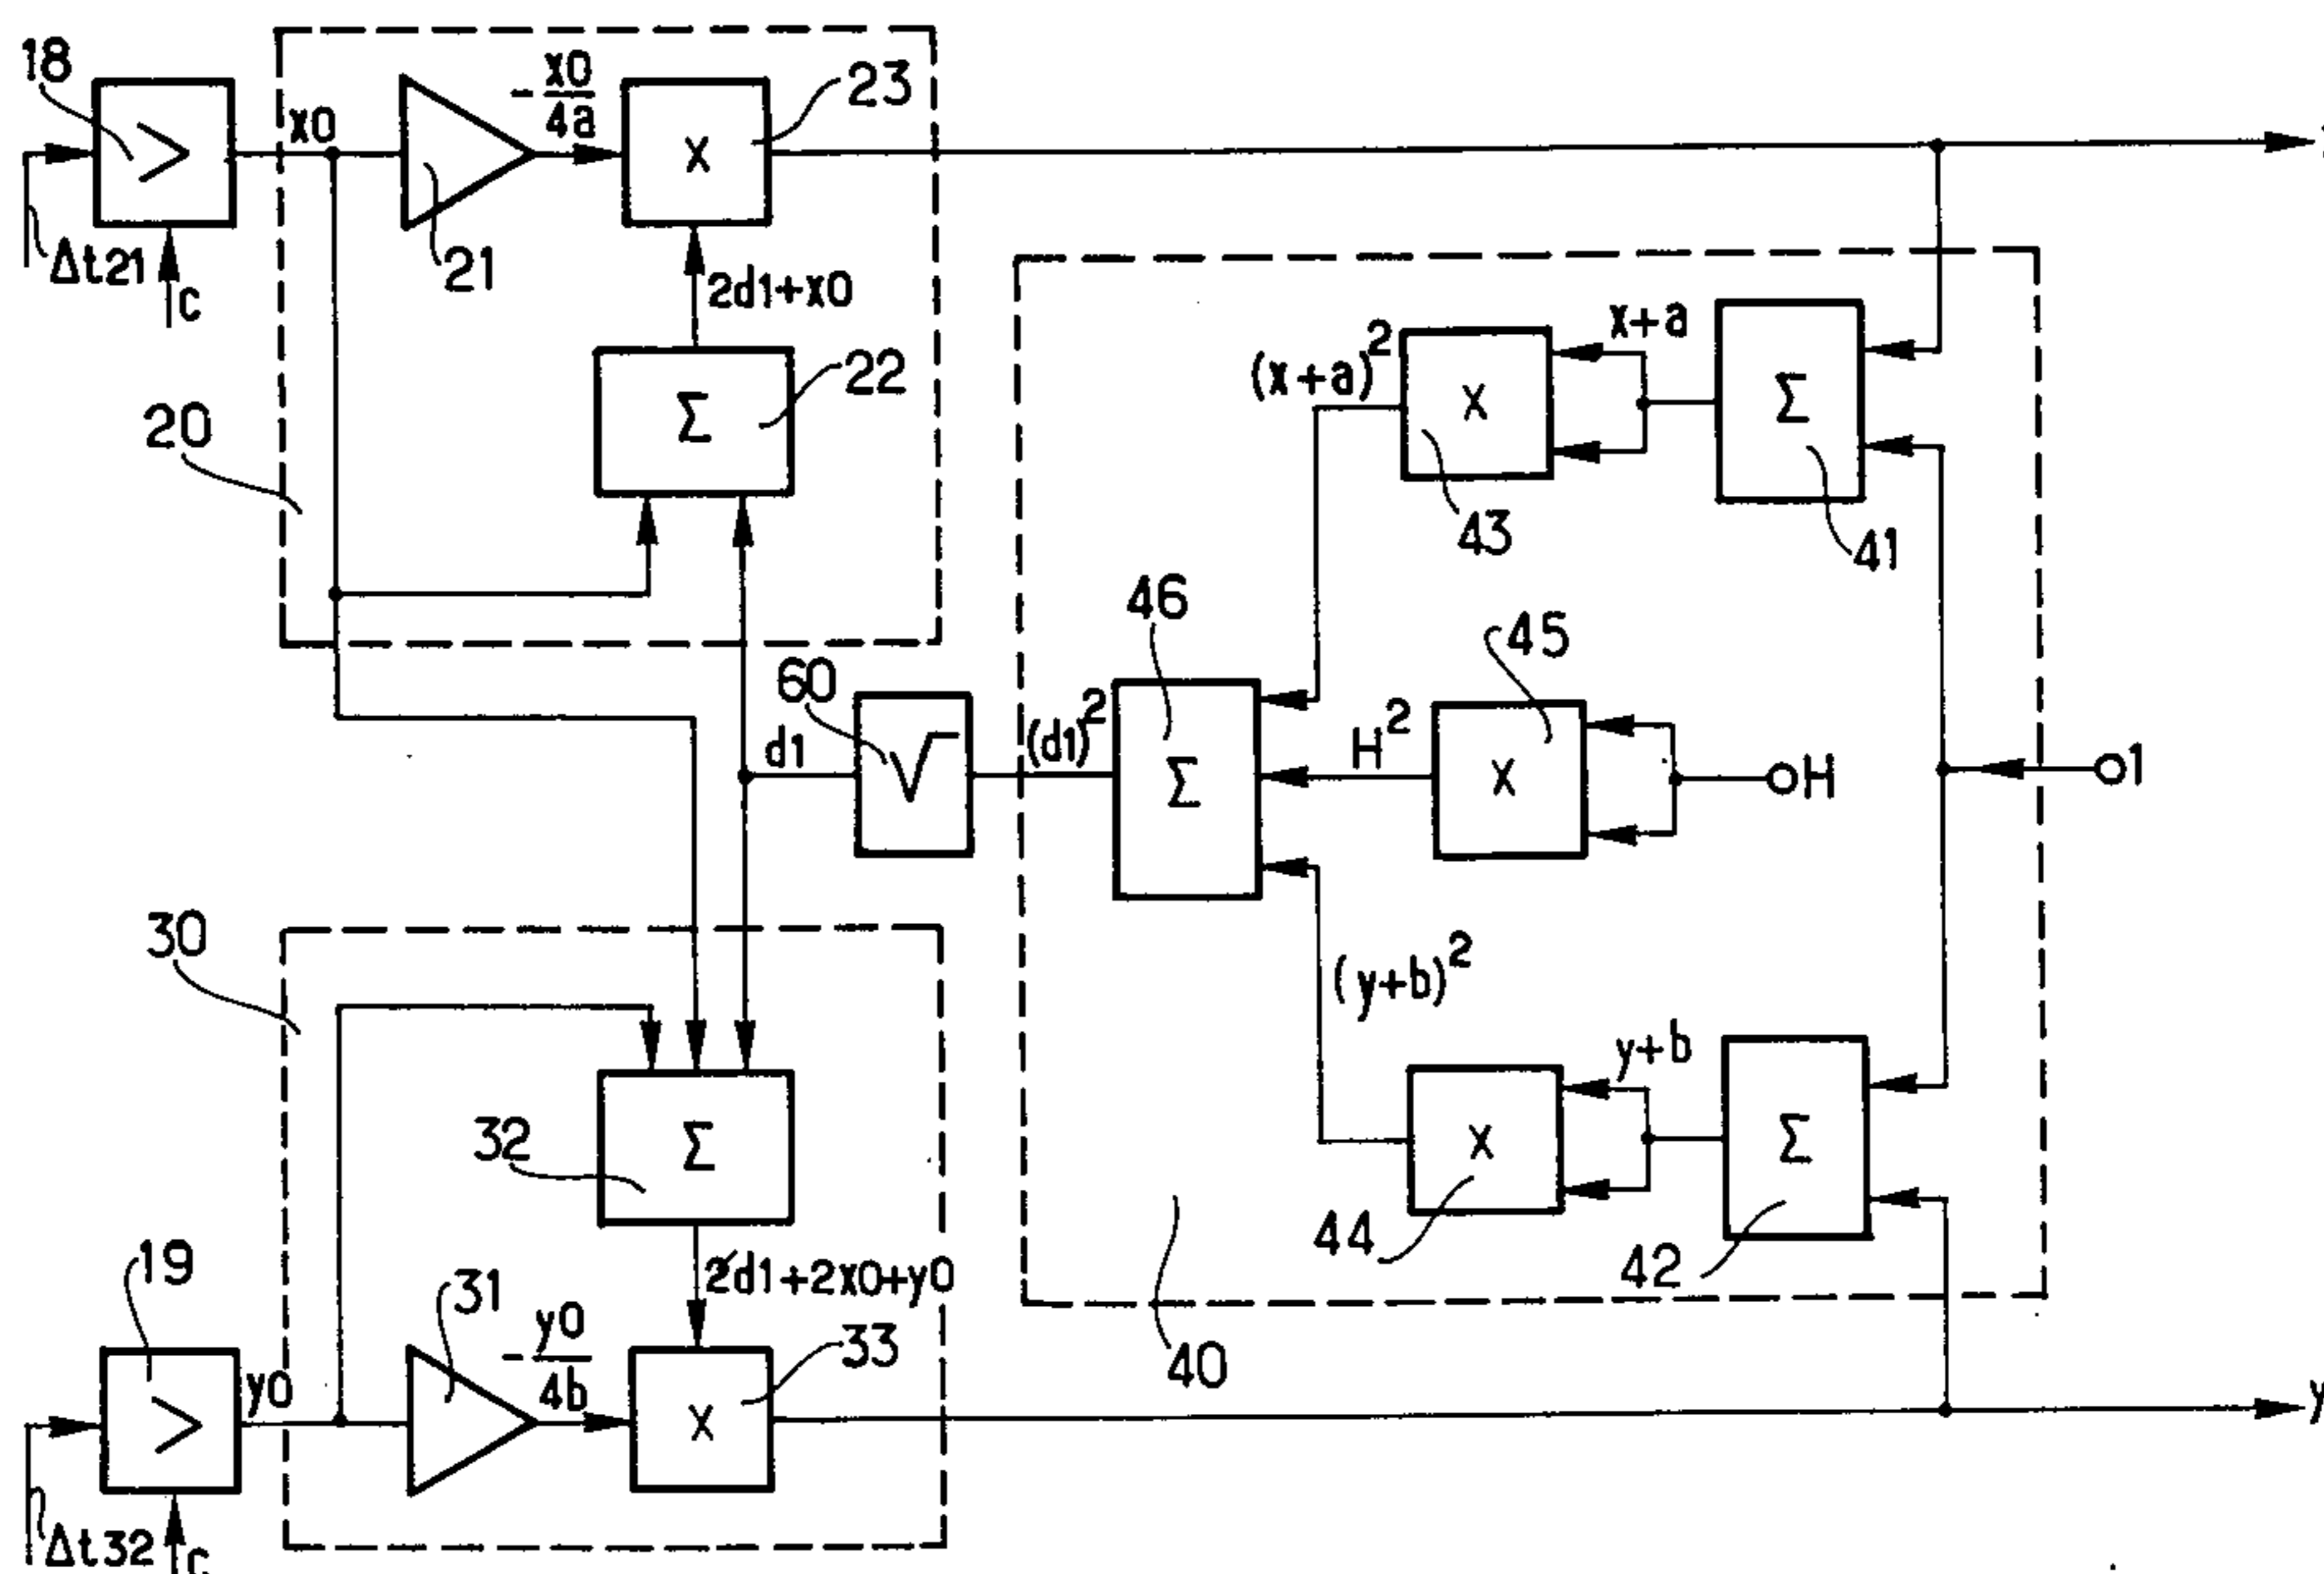 18
x0
- x0
4a
x
23
>
Δt21
c
21
2d1+x0
Σ
22
20
x+a
(x+a)²
x
43
Σ
41
46
45
60
d1
√
(d1)²
Σ
H²
x
H
1
30
(y+b)²
y+b
Σ
32
x
44
Σ
42
19
31
2d1+2x0+y0
- y0
4b
33
40
y0
>
x
y
Δt32
c